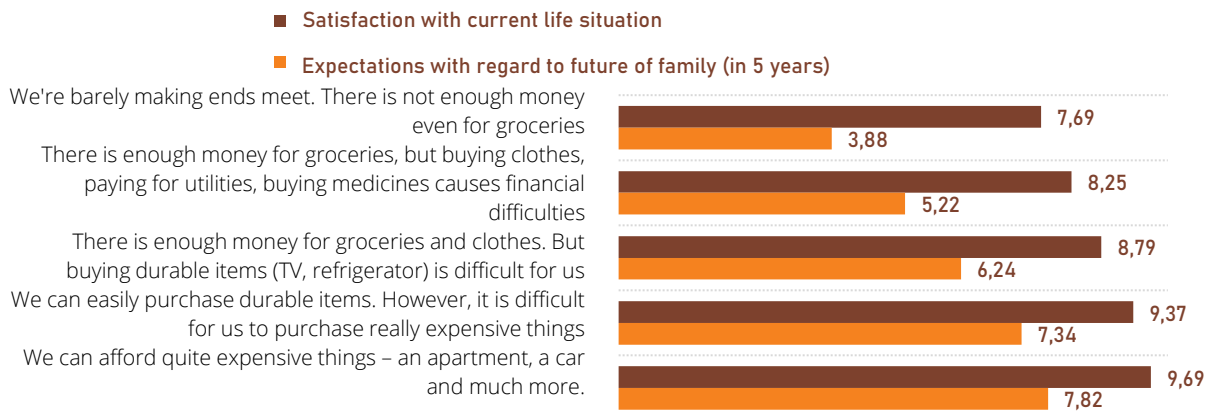 Satisfaction with current life situation
Expectations with regard to future of family (in 5 years)
We're barely making ends meet. There is not enough money
even for groceries
7,69
3,88
There is enough money for groceries, but buying clothes,
paying for utilities, buying medicines causes financial
difficulties
8,25
5,22
There is enough money for groceries and clothes. But
buying durable items (TV, refrigerator) is difficult for us
8,79
6,24
We can easily purchase durable items. However, it is difficult
for us to purchase really expensive things
9,37
7,34
We can afford quite expensive things – an apartment, a car
and much more.
9,69
7,82